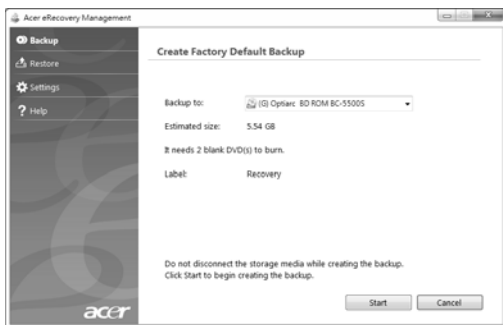 Acer eRecovery Management
Backup
Restore
Settings
Help
Create Factory Default Backup
Backup to: (G) Optiarc BD ROM BC-5500S
Estimated size: 5.54 GB
It needs 2 blank DVD(s) to burn.
Label: Recovery
Do not disconnect the storage media while creating the backup.
Click Start to begin creating the backup.
Start Cancel
acer